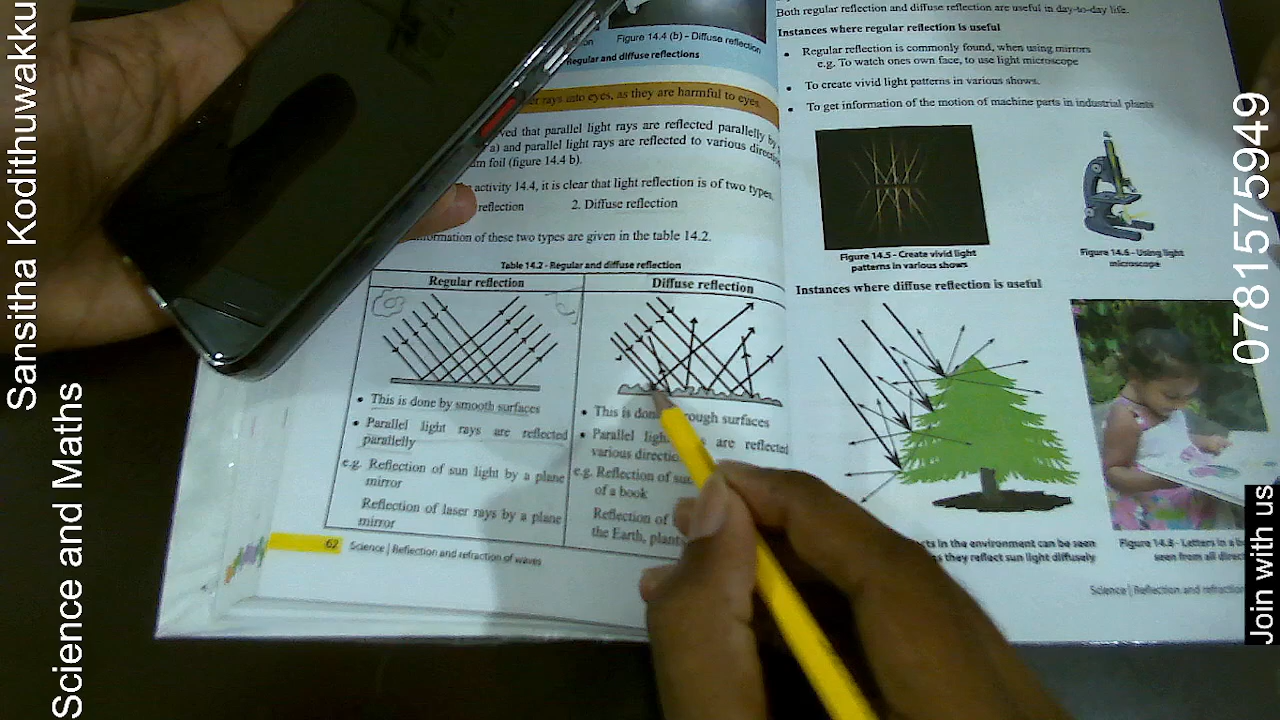 Sansitha Kodithuwakku
Science and Maths
Figure 14.4 (b) - Diffuse reflection
Regular and diffuse reflections
rays into eyes, as they are harmful to eyes.
that parallel light rays are reflected parallelly by
a) and parallel light rays are reflected to various
foil (figure 14.4 b).
activity 14.4, it is clear that light reflection is of two types.
reflection 2. Diffuse reflection
of these two types are given in the table 14.2.
Table 14.2 - Regular and diffuse reflection
Regular reflection
• This is done by smooth surfaces
• Parallel light rays are reflected
parallelly
e.g. Reflection of sun light by a plane
mirror
Reflection of laser rays by a plane
mirror
Diffuse reflection
• This is rough surfaces
• Parallel are reflected
various
e.g. Reflection of
of a book
Reflection of
the Earth,
62 Science | Reflection and refraction of waves
Both regular reflection and diffuse reflection are useful in day-to-day life.
Instances where regular reflection is useful
• Regular reflection is commonly found, when using mirrors
e.g. To watch ones own face, to use light microscope
• To create vivid light patterns in various shows.
• To get information of the motion of machine parts in industrial plants
Figure 14.5 - Create vivid light
patterns in various shows
Figure 14.6 - Using light
microscope
Instances where diffuse reflection is useful
in the environment can be seen
they reflect sun light diffusely
Letters in a
seen from all
Science | Reflection and
0781575949
Join with us